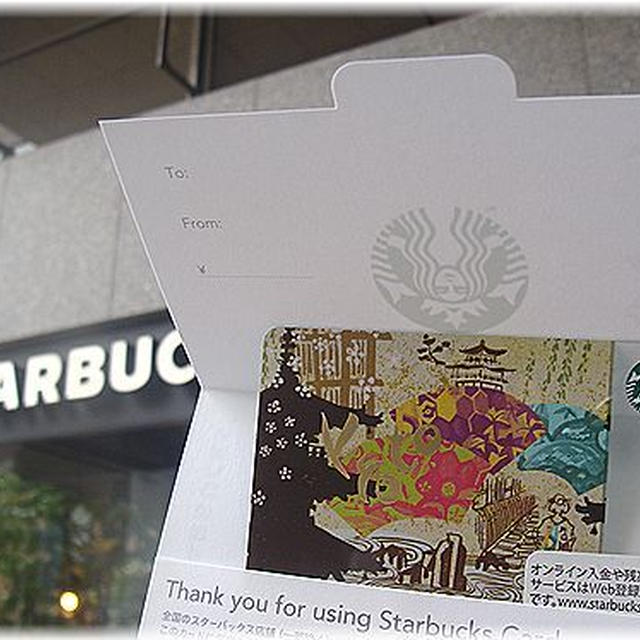 To:
From:
¥
ARBUC
オンライン入金や残
サービスはWeb登録
です。www.starbucks
Thank you for using Starbucks
全国のスターバックス店舗